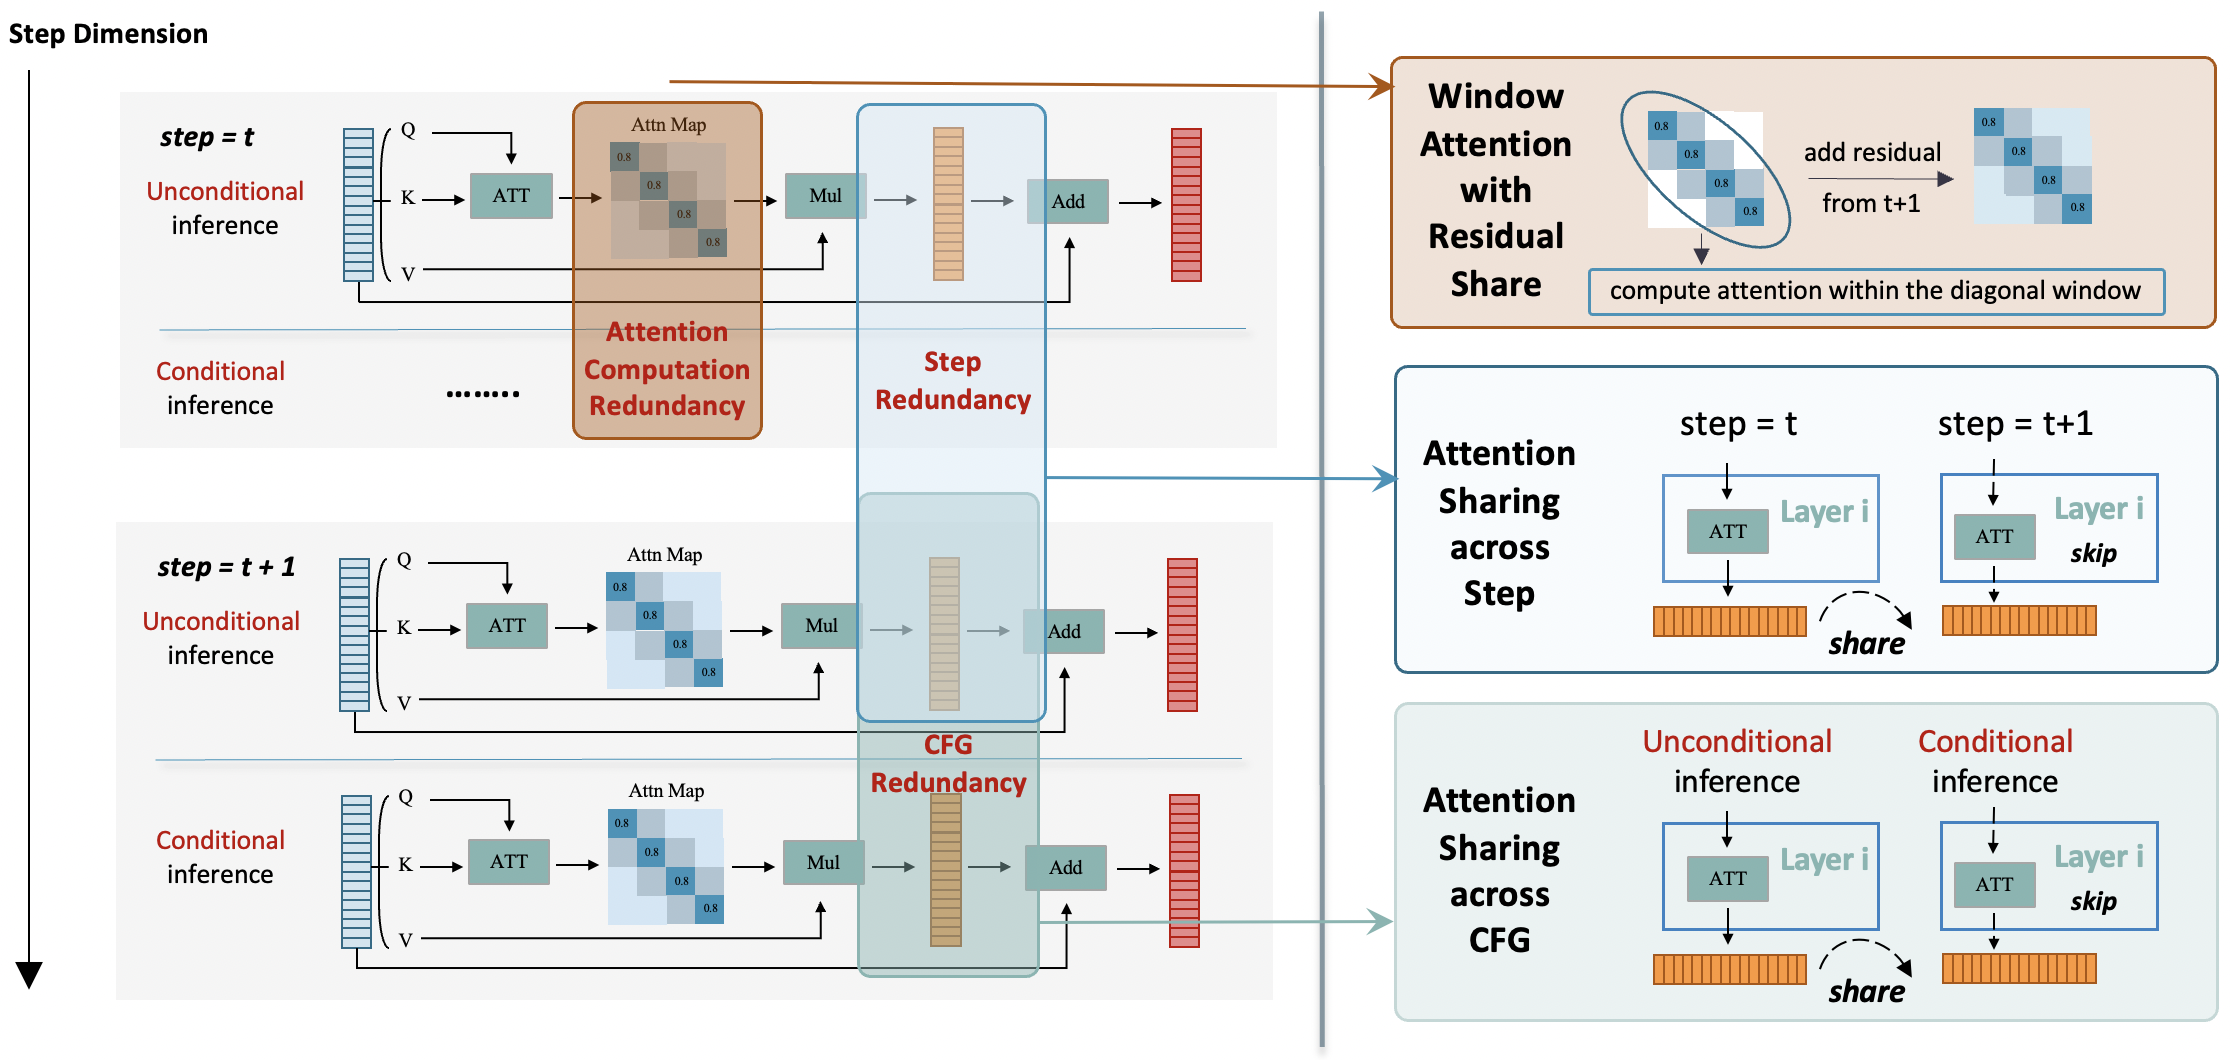 Step Dimension
step = t
Unconditional
inference
Q
K
V
ATT
Attn Map
0.8
0.8
0.8
0.8
Mul
Add
Attention
Computation
Redundancy
Step
Redundancy
Conditional
inference
........
step = t + 1
Unconditional
inference
Q
K
V
ATT
Attn Map
0.8
0.8
0.8
0.8
Mul
Add
CFG
Redundancy
Conditional
inference
Q
K
V
ATT
Attn Map
0.8
0.8
0.8
0.8
Mul
Add
Window
Attention
with
Residual
Share
0.8
0.8
0.8
0.8
add residual
from t+1
0.8
0.8
0.8
0.8
compute attention within the diagonal window
Attention
Sharing
across
Step
step = t
ATT
Layer i
share
step = t+1
ATT
Layer i
skip
Attention
Sharing
across
CFG
Unconditional
inference
ATT
Layer i
share
Conditional
inference
ATT
Layer i
skip